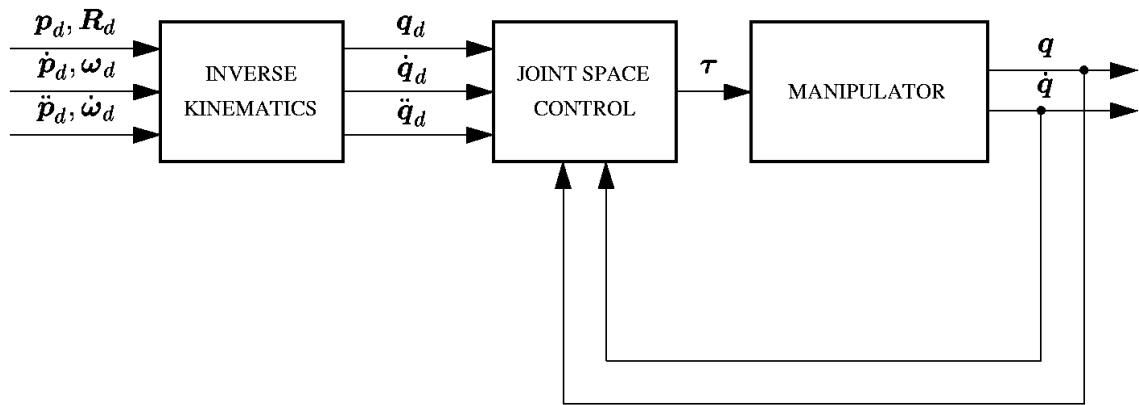 p_d, R_d
ṗ_d, ω_d
p̈_d, ω̇_d
INVERSE
KINEMATICS
q_d
q̇_d
q̈_d
JOINT SPACE
CONTROL
τ
MANIPULATOR
q
q̇